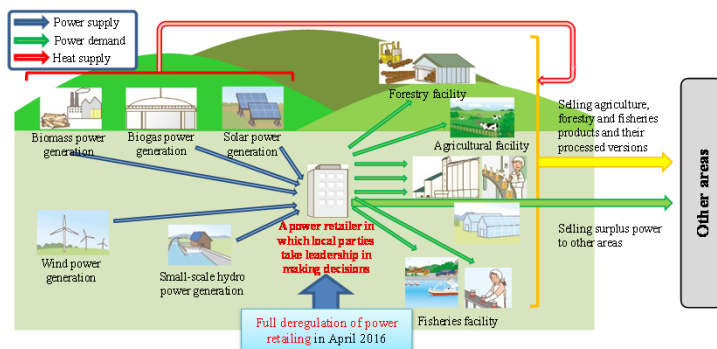 Power supply
Power demand
Heat supply
Forestry facility
Biomass power
generation
Biogas power
generation
Solar power
generation
Agricultural facility
Selling agriculture,
forestry and fisheries
products and their
processed versions
Other areas
A power retailer in
which local parties
take leadership in
making decisions
Selling surplus power
to other areas
Wind power
generation
Small-scale hydro
power generation
Fisheries facility
Full deregulation of power
retailing in April 2016